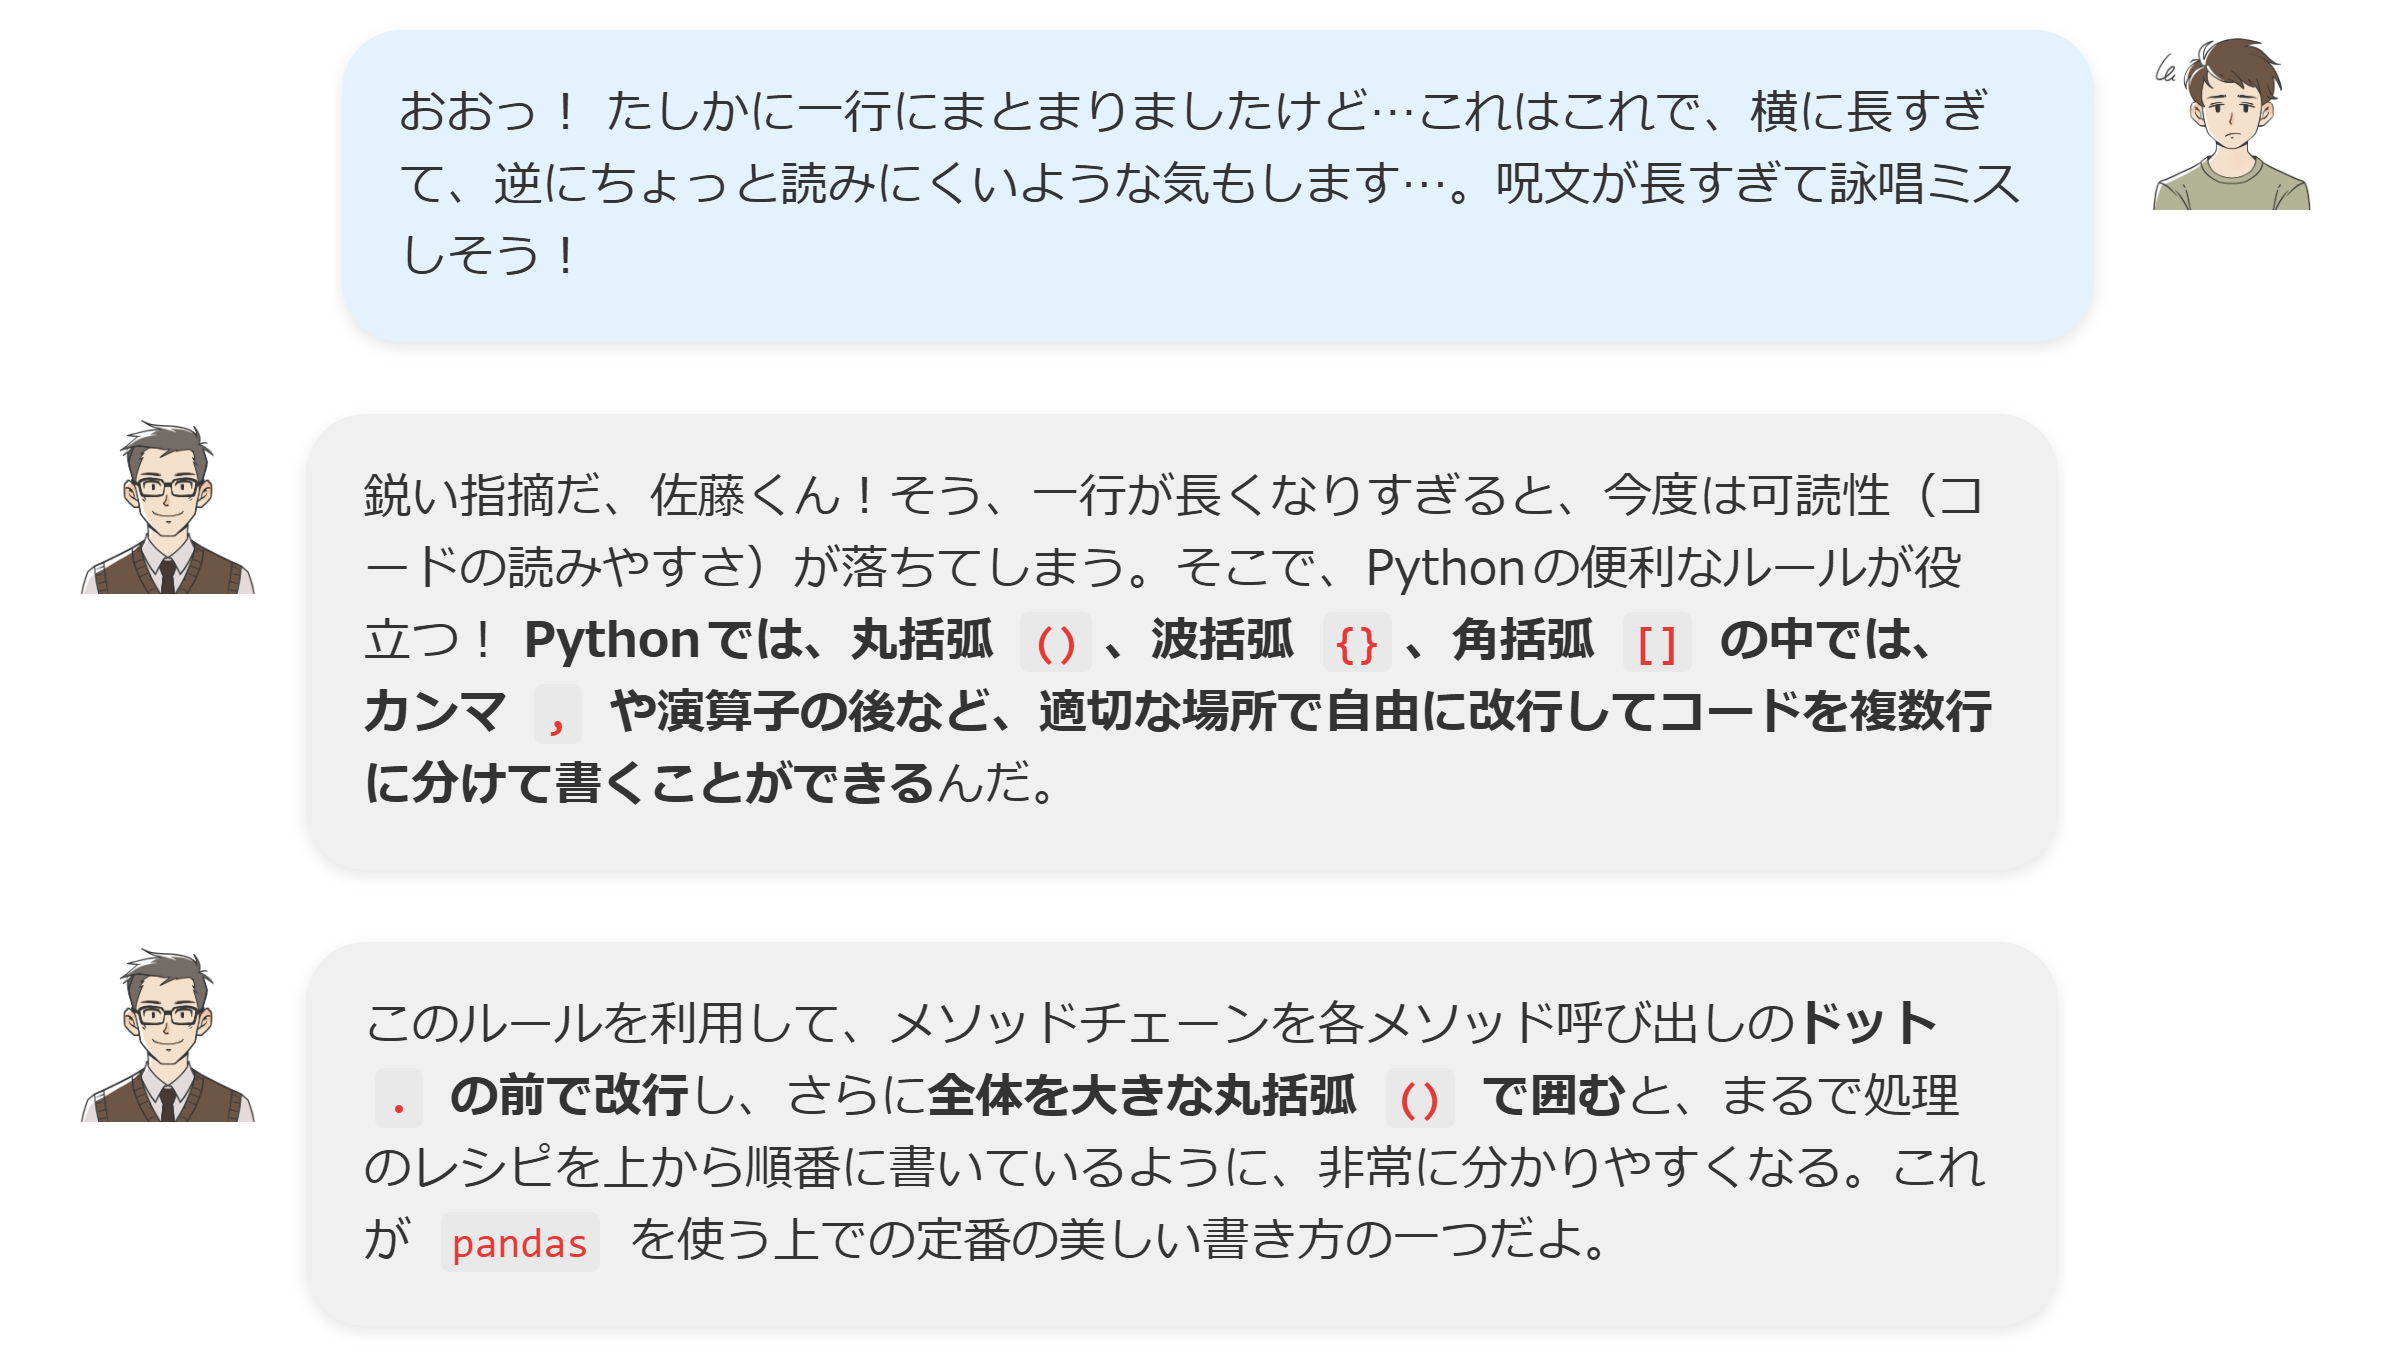 おおっ！ たしかに一行にまとまりましたけど…これはこれで、横に長すぎ
て、逆にちょっと読みにくいような気もします…。呪文が長すぎて詠唱ミス
しそう！
鋭い指摘だ、佐藤くん！そう、一行が長くなりすぎると、今度は可読性（コ
ードの読みやすさ）が落ちてしまう。そこで、Pythonの便利なルールが役
立つ！ Pythonでは、丸括弧 () 、波括弧 {} 、角括弧 [] の中では、
カンマ , や演算子の後など、適切な場所で自由に改行してコードを複数行
に分けて書くことができるんだ。
このルールを利用して、メソッドチェーンを各メソッド呼び出しのドット
. の前で改行し、さらに全体を大きな丸括弧 () で囲むと、まるで処理
のレシピを上から順番に書いているように、非常に分かりやすくなる。これ
が pandas を使う上での定番の美しい書き方の一つだよ。